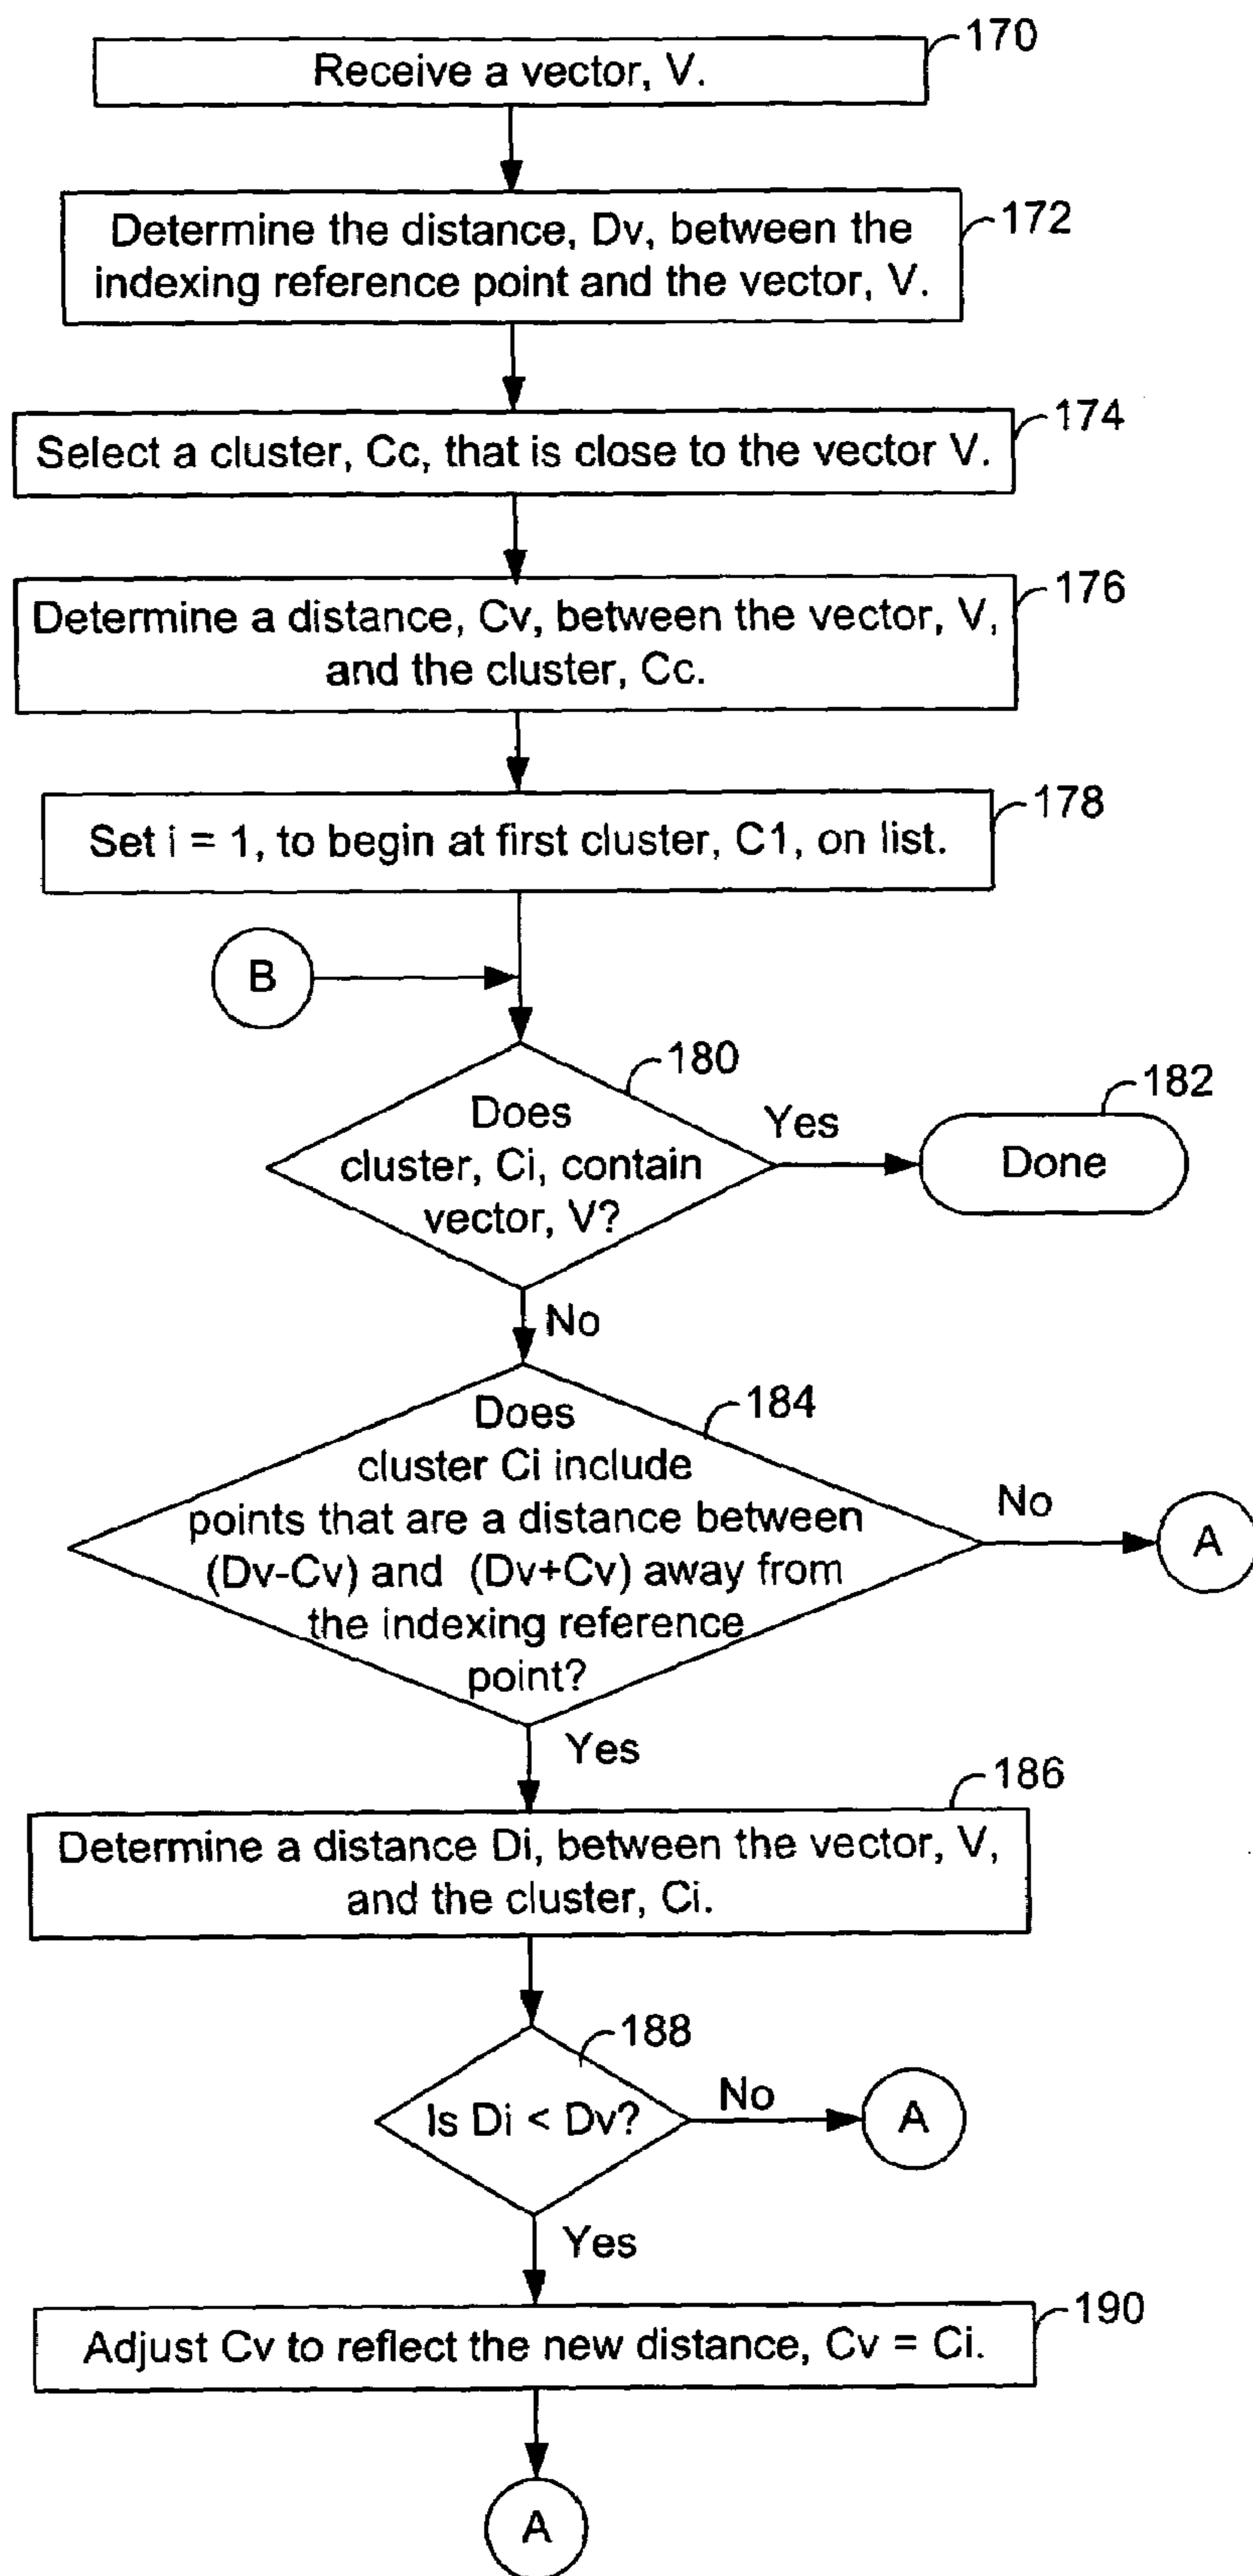 170
Receive a vector, V.
172
Determine the distance, Dv, between the
indexing reference point and the vector, V.
174
Select a cluster, Cc, that is close to the vector V.
176
Determine a distance, Cv, between the vector, V,
and the cluster, Cc.
178
Set i = 1, to begin at first cluster, C1, on list.
B
180
Does
cluster, Ci, contain
vector, V?
Yes
182
Done
No
184
Does
cluster Ci include
points that are a distance between
(Dv-Cv) and (Dv+Cv) away from
the indexing reference
point?
No
A
Yes
186
Determine a distance Di, between the vector, V,
and the cluster, Ci.
188
Is Di < Dv?
No
A
Yes
190
Adjust Cv to reflect the new distance, Cv = Ci.
A